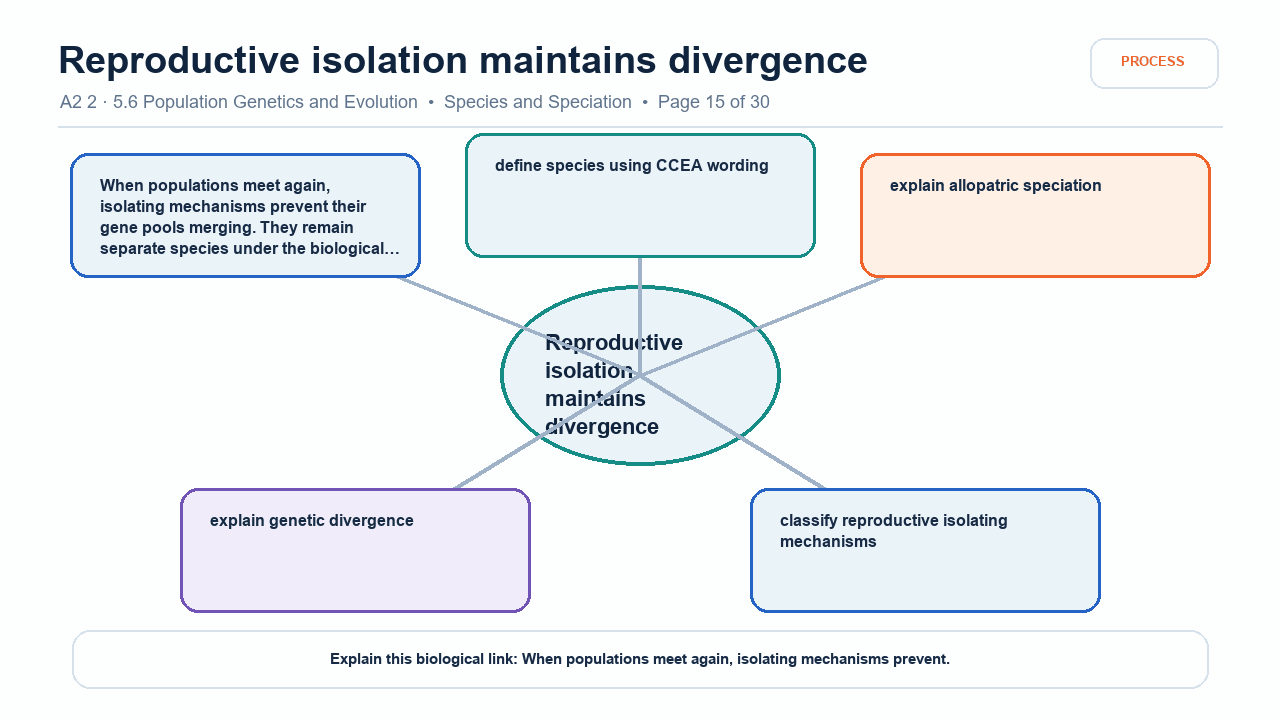 Reproductive isolation maintains divergence
PROCESS
A2 2 · 5.6 Population Genetics and Evolution • Species and Speciation • Page 15 of 30
When populations meet again,
isolating mechanisms prevent their
gene pools merging. They remain
separate species under the biological…
define species using CCEA wording
explain allopatric speciation
Reproductive
isolation
maintains
divergence
explain genetic divergence
classify reproductive isolating
mechanisms
Explain this biological link: When populations meet again, isolating mechanisms prevent.